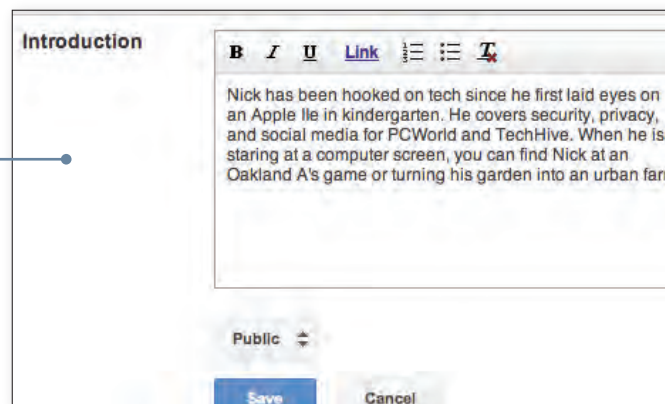 Introduction
B I U Link
Nick has been hooked on tech since he first laid eyes on
an Apple IIe in kindergarten. He covers security, privacy,
and social media for PCWorld and TechHive. When he is
staring at a computer screen, you can find Nick at an
Oakland A's game or turning his garden into an urban
Public
Save Cancel